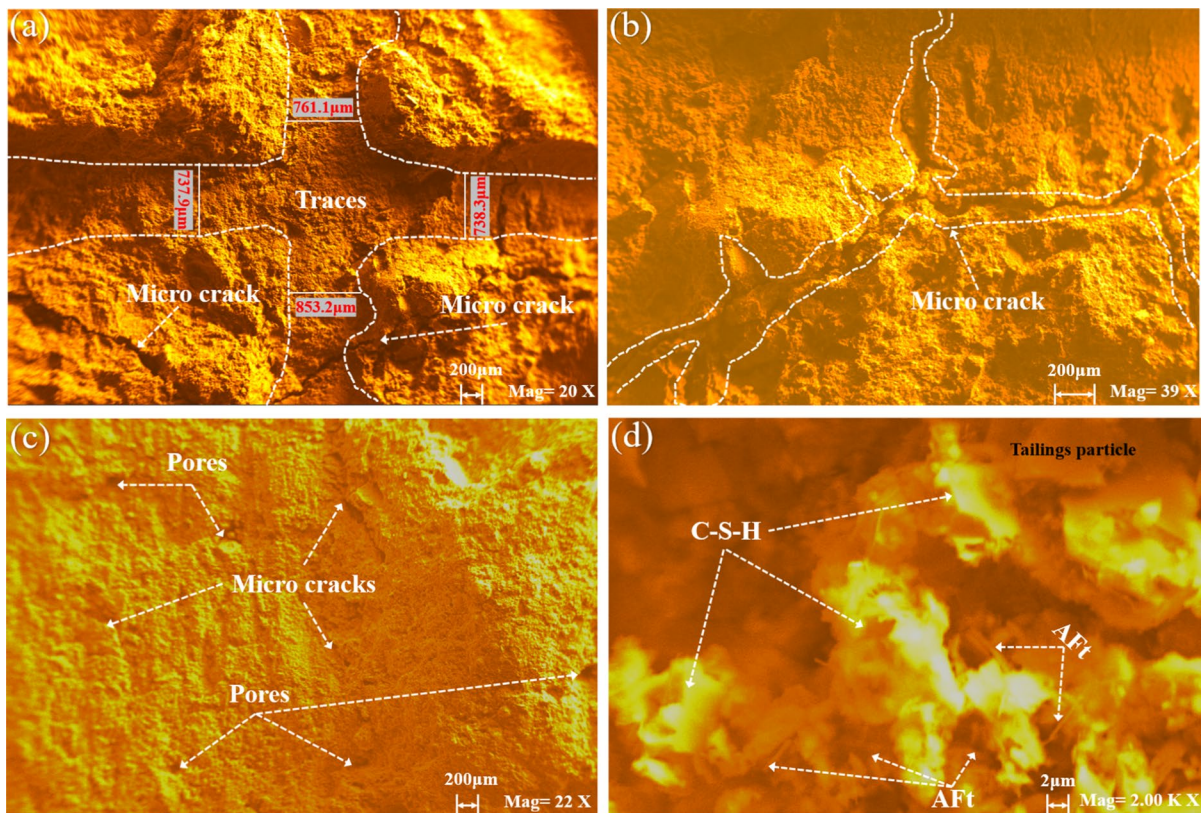 (a)
761.1μm
737.9μm
Traces
738.3μm
Micro crack
853.2μm
Micro crack
200μm
Mag= 20 X
(b)
Micro crack
200μm
Mag= 39 X
(c)
Pores
Micro cracks
Pores
200μm
Mag= 22 X
(d)
Tailings particle
C-S-H
AFt
AFt
2μm
Mag= 2.00 K X